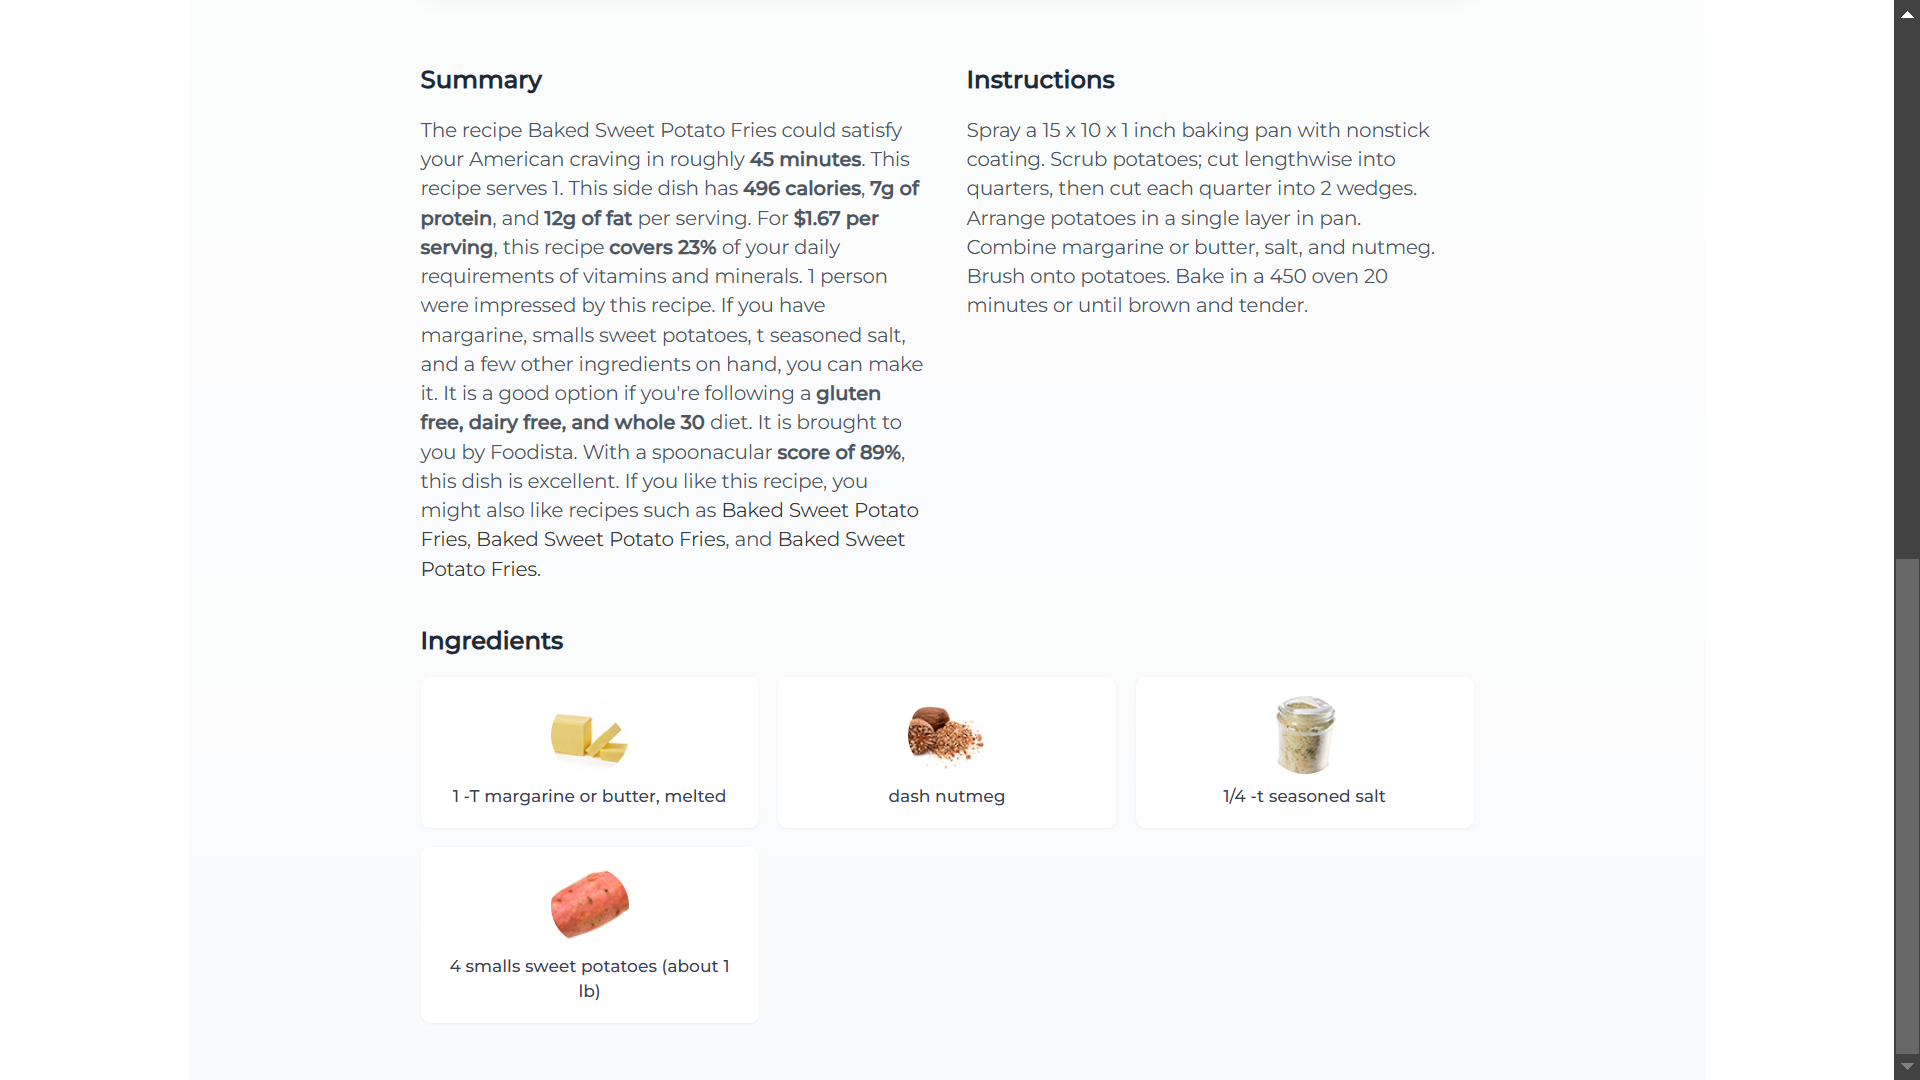 Summary
The recipe Baked Sweet Potato Fries could satisfy
your American craving in roughly 45 minutes. This
recipe serves 1. This side dish has 496 calories, 7g of
protein, and 12g of fat per serving. For $1.67 per
serving, this recipe covers 23% of your daily
requirements of vitamins and minerals. 1 person
were impressed by this recipe. If you have
margarine, smalls sweet potatoes, t seasoned salt,
and a few other ingredients on hand, you can make
it. It is a good option if you're following a gluten
free, dairy free, and whole 30 diet. It is brought to
you by Foodista. With a spoonacular score of 89%,
this dish is excellent. If you like this recipe, you
might also like recipes such as Baked Sweet Potato
Fries, Baked Sweet Potato Fries, and Baked Sweet
Potato Fries.
Instructions
Spray a 15 x 10 x 1 inch baking pan with nonstick
coating. Scrub potatoes; cut lengthwise into
quarters, then cut each quarter into 2 wedges.
Arrange potatoes in a single layer in pan.
Combine margarine or butter, salt, and nutmeg.
Brush onto potatoes. Bake in a 450 oven 20
minutes or until brown and tender.
Ingredients
1 -T margarine or butter, melted
dash nutmeg
1/4 -t seasoned salt
4 smalls sweet potatoes (about 1
lb)